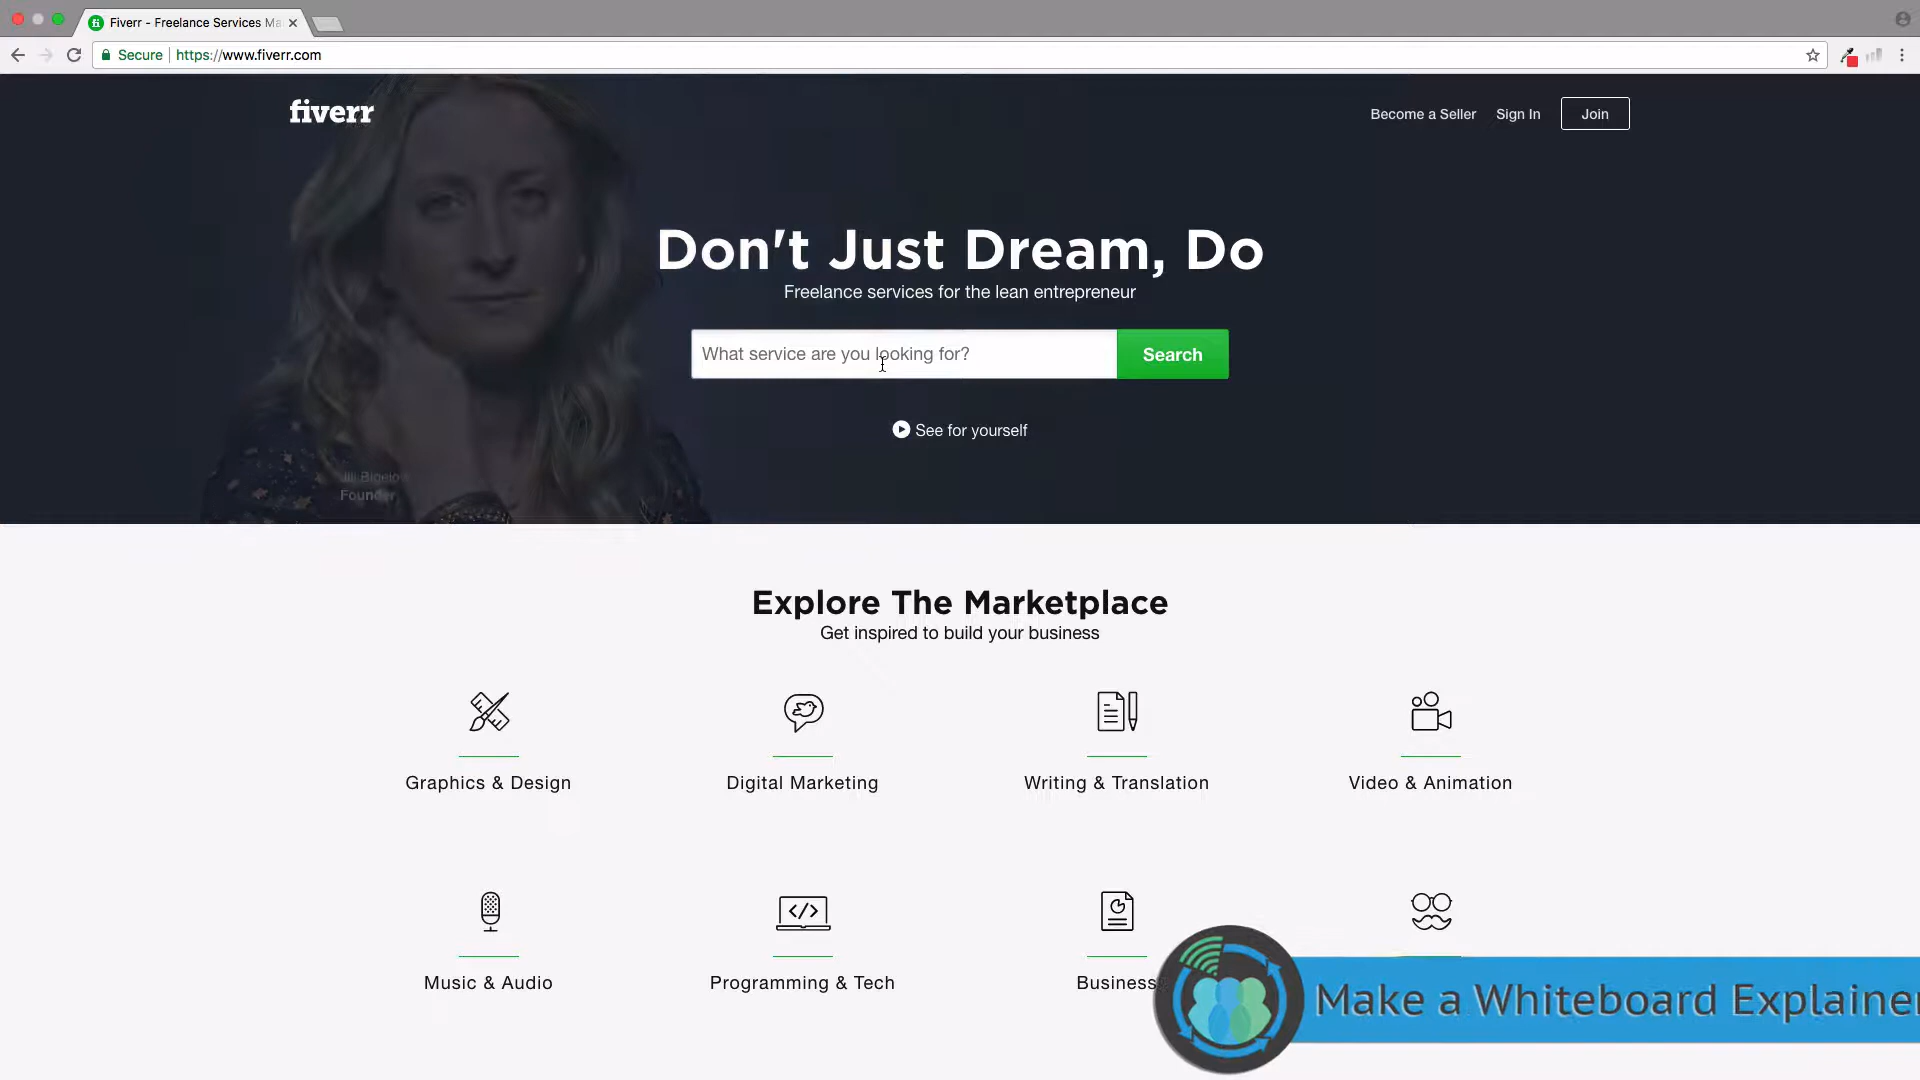 Fiverr - Freelance Services Ma
Secure
https://www.fiverr.com
fiverr
Become a Seller
Sign In
Join
Don't Just Dream, Do
Freelance services for the lean entrepreneur
What service are you looking for?
Search
See for yourself
Founder
Explore The Marketplace
Get inspired to build your business
Graphics & Design
Digital Marketing
Writing & Translation
Video & Animation
Music & Audio
Programming & Tech
Business
Make a Whiteboard Explainer